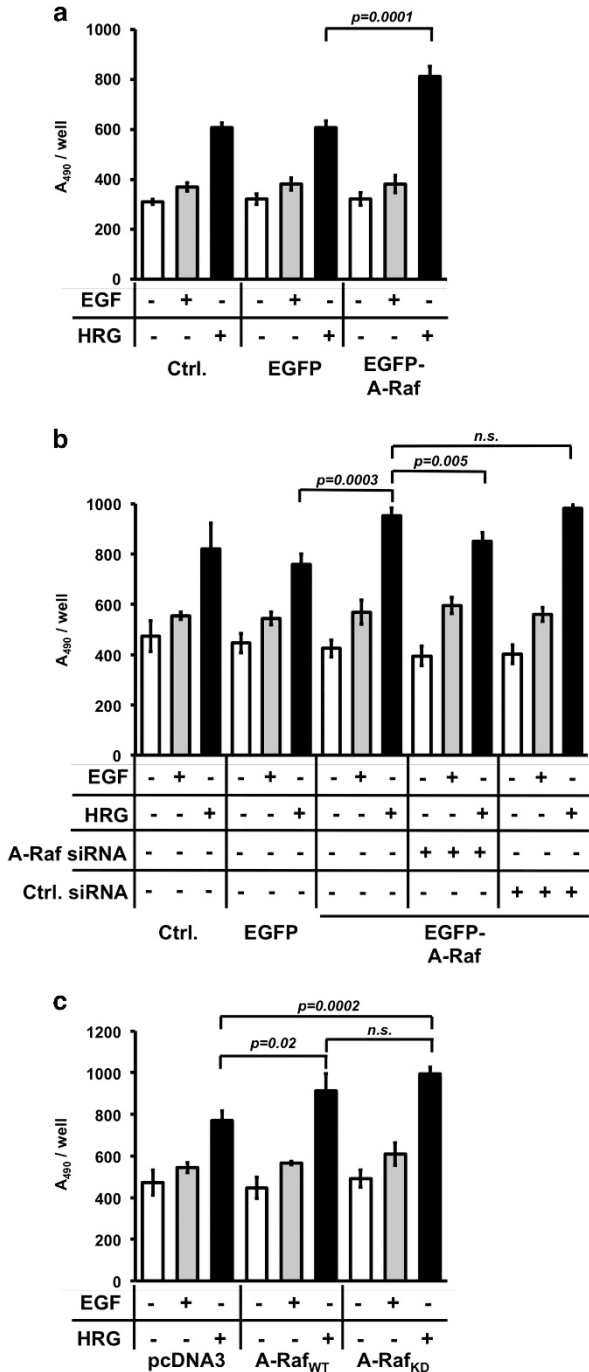 a
p=0.0001
1000
800
600
400
200
0
A490 / well
EGF - + - - + - - + -
HRG - - + - - + - - +
Ctrl. EGFP EGFP-
A-Raf
b
n.s.
p=0.005
p=0.0003
1000
800
600
400
200
0
A490 / well
EGF - + - - + - - + - - + - - + -
HRG - - + - - + - - + - - + - - +
A-Raf siRNA - - - - - - - - - + + + - - -
Ctrl. siRNA - - - - - - - - - - - - + + +
Ctrl. EGFP EGFP-
A-Raf
c
p=0.0002
p=0.02 n.s.
1200
1000
800
600
400
200
0
A490 / well
EGF - + - - + - - + -
HRG - - + - - + - - +
pcDNA3 A-RafWT A-RafKD